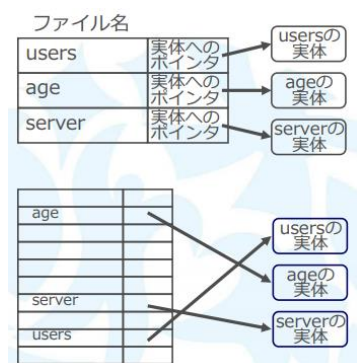 ファイル名
users
実体への
ポインタ
usersの
実体
age
実体への
ポインタ
ageの
実体
server
実体への
ポインタ
serverの
実体
age
server
users
usersの
実体
ageの
実体
serverの
実体